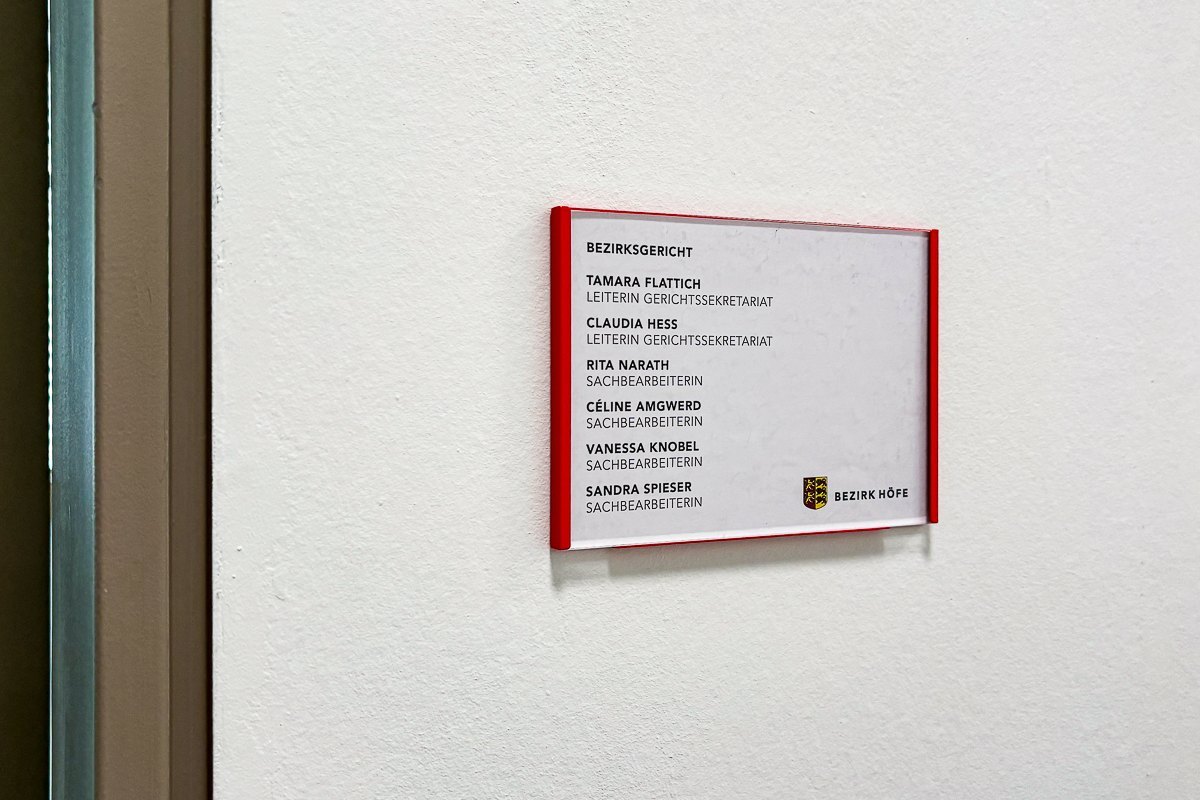 BEZIRKSGERICHT
TAMARA FLATTICH
LEITERIN GERICHTSSEKRETARIAT
CLAUDIA HESS
LEITERIN GERICHTSSEKRETARIAT
RITA NARATH
SACHBEARBEITERIN
CÉLINE AMGWERD
SACHBEARBEITERIN
VANESSA KNOBEL
SACHBEARBEITERIN
SANDRA SPIESER
SACHBEARBEITERIN
BEZIRK HÖFE